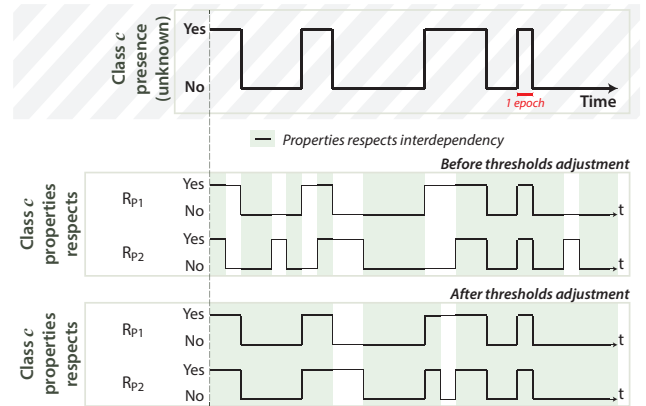 Class C
presence
(unknown)
Yes
No
1 epoch
Time
Properties respects interdependency
Before thresholds adjustment
Class C
properties
respects
RP1
Yes
No
t
RP2
Yes
No
t
After thresholds adjustment
Class C
properties
respects
RP1
Yes
No
t
RP2
Yes
No
t